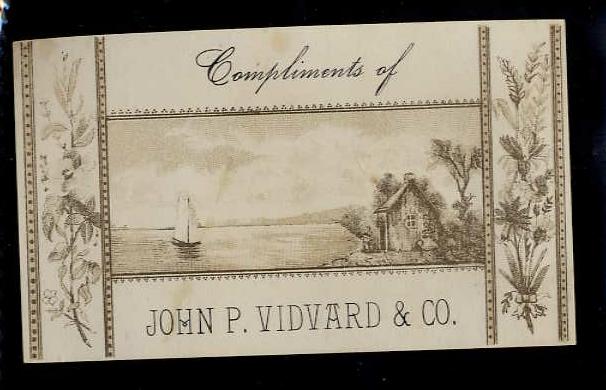 Compliments of
JOHN P. VIDVARD & CO.